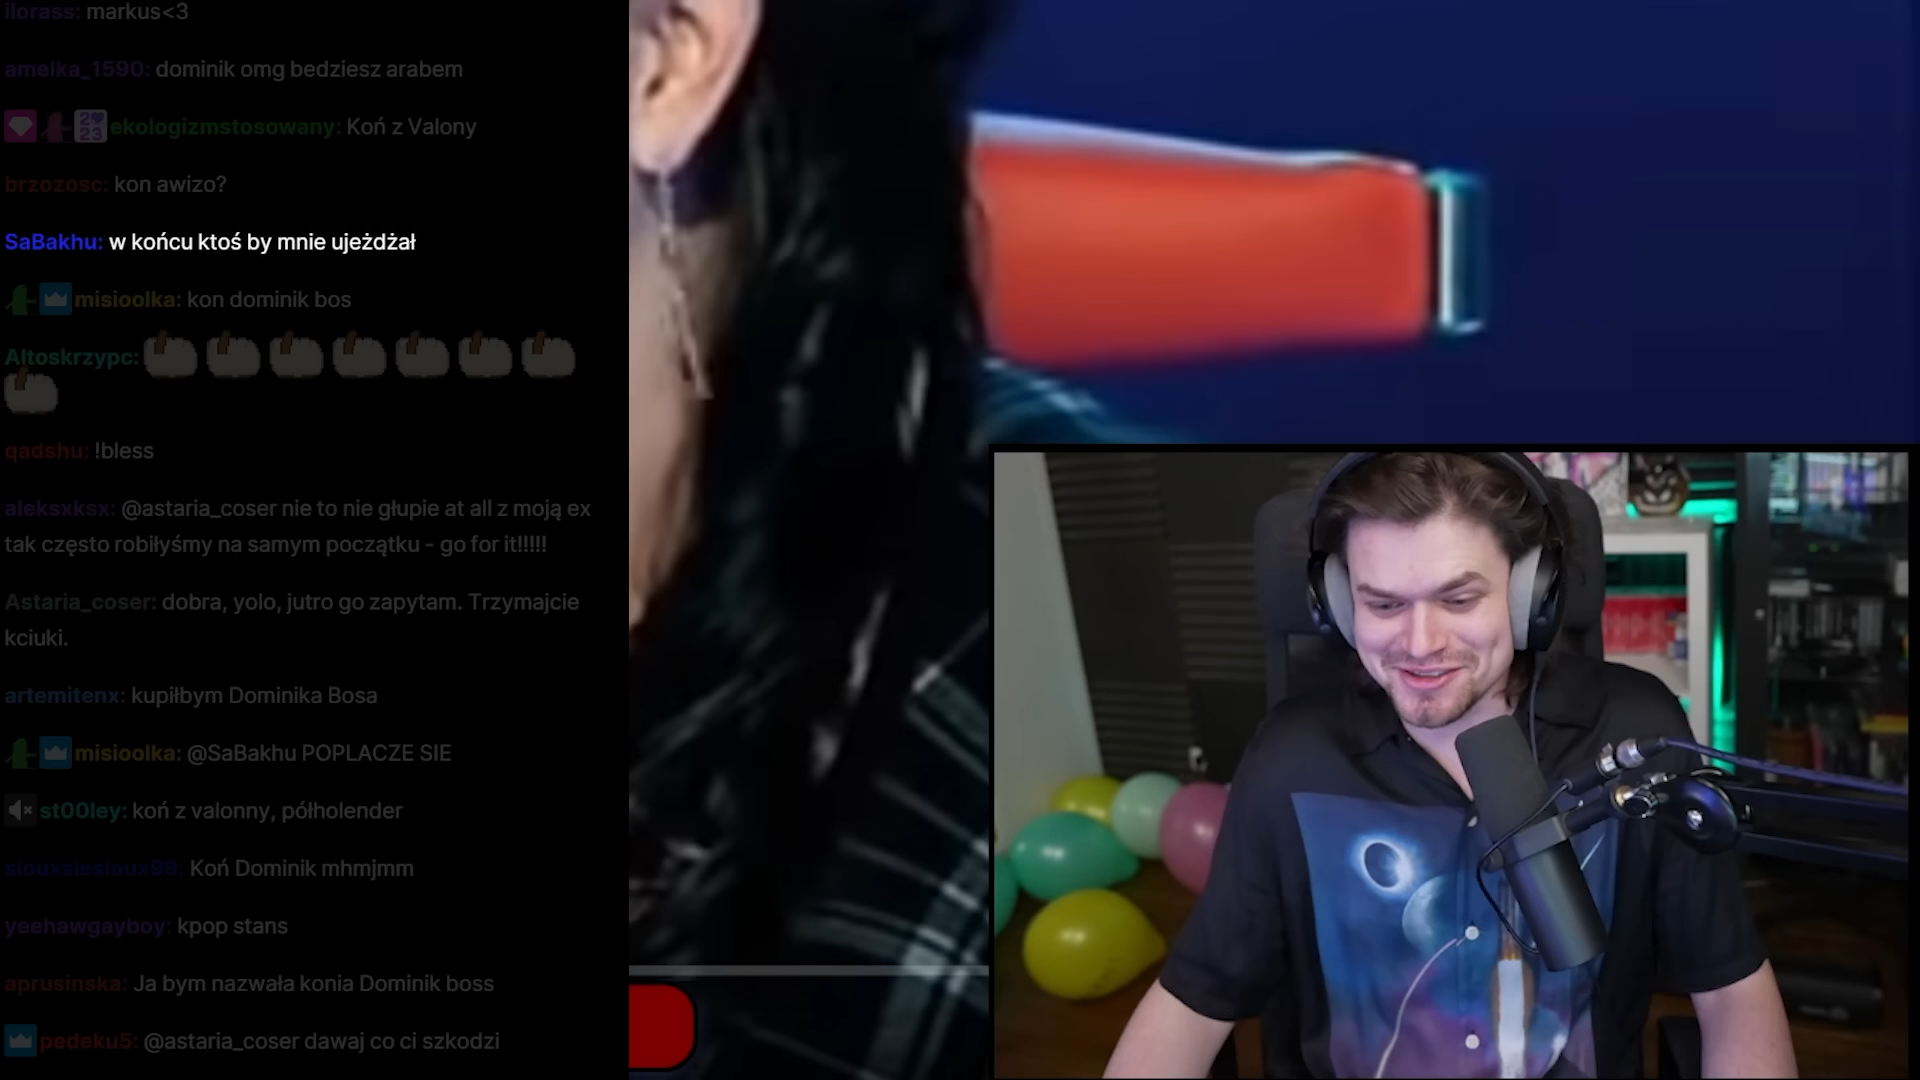 ilorass: markus<3
amelka_1590: dominik omg bedziesz arabem
ekologizmstosowany: Koń z Valony
brzozosc: kon awizo?
SaBakhu: w końcu ktoś by mnie ujeżdżał
misioolka: kon dominik bos
Altoskrzypc:
qadshu: !bless
aleksxksx: @astaria_coser nie to nie głupie at all z moją ex
tak często robiłyśmy na samym początku - go for it!!!!!
Astaria_coser: dobra, yolo, jutro go zapytam. Trzymajcie
kciuki.
artemitenx: kupiłbym Dominika Bosa
misioolka: @SaBakhu POPLACZE SIE
st00ley: koń z valonny, półholender
siouxsiesioux98: Koń Dominik mhmjmm
yeehawgayboy: kpop stans
aprusinska: Ja bym nazwała konia Dominik boss
pedeku5: @astaria_coser dawaj co ci szkodzi